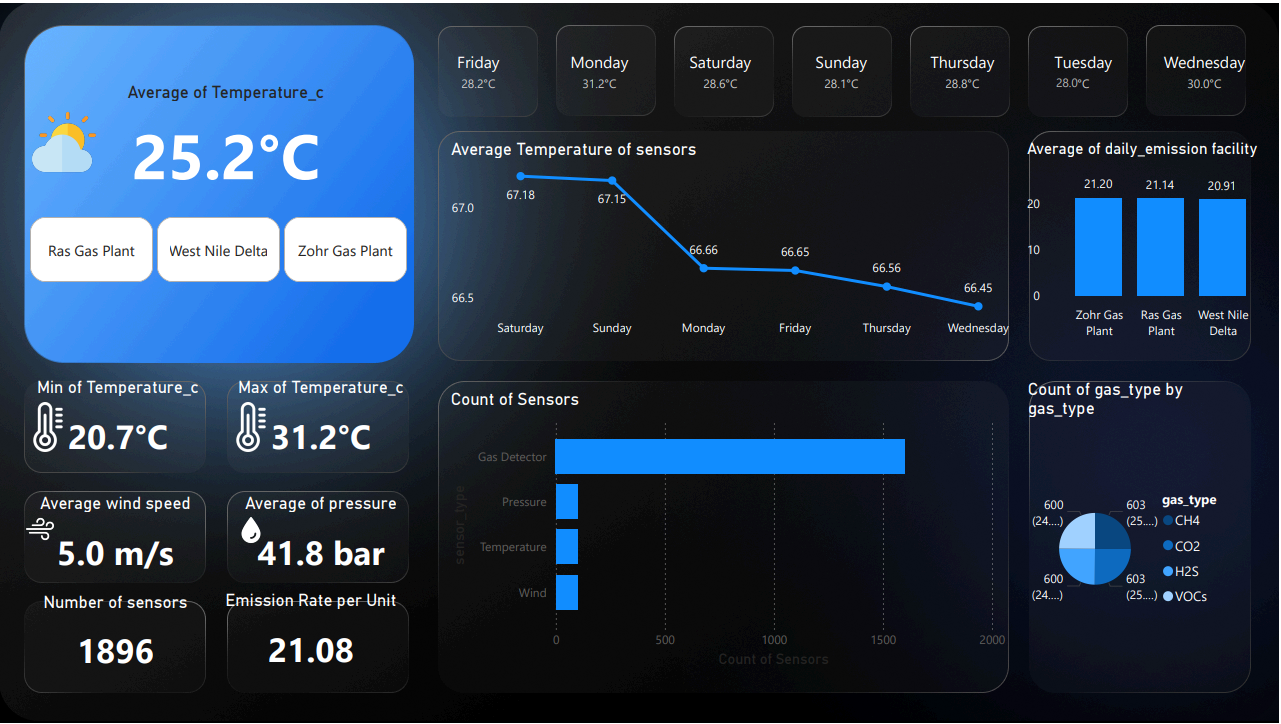 Average of Temperature_c
25.2°C
Ras Gas Plant
West Nile Delta
Zohr Gas Plant
Friday
28.2°C
Monday
31.2°C
Saturday
28.6°C
Sunday
28.1°C
Thursday
28.8°C
Tuesday
28.0°C
Wednesday
30.0°C
Average Temperature of sensors
67.0
66.5
67.18
67.15
66.66
66.65
66.56
66.45
Saturday
Sunday
Monday
Friday
Thursday
Wednesday
Average of daily_emission facility
20
10
0
21.20
21.14
20.91
Zohr Gas
Plant
Ras Gas
Plant
West Nile
Delta
Min of Temperature_c
20.7°C
Max of Temperature_c
31.2°C
Average wind speed
5.0 m/s
Average of pressure
41.8 bar
Number of sensors
1896
Emission Rate per Unit
21.08
Count of Sensors
sensor_type
Gas Detector
Pressure
Temperature
Wind
0
500
1000
1500
2000
Count of Sensors
Count of gas_type by
gas_type
600
(24....)
603
(25....)
600
(24....)
603
(25....)
gas_type
CH4
CO2
H2S
VOCs